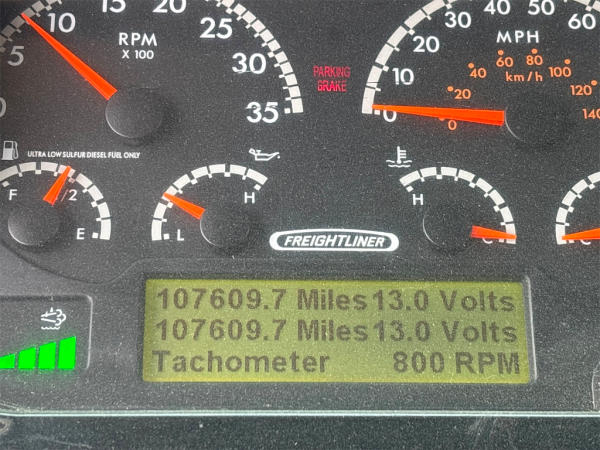 5
10
15
20
25
30
35
RPM
X 100
PARKING
BRAKE
0
10
20
30
40
50
60
MPH
0
20
40
60
80
100
120
140
km/h
ULTRA LOW SULFUR DIESEL FUEL ONLY
F
1/2
E
L
H
FREIGHTLINER
H
C
C
107609.7 Miles 13.0 Volts
107609.7 Miles 13.0 Volts
Tachometer 800 RPM